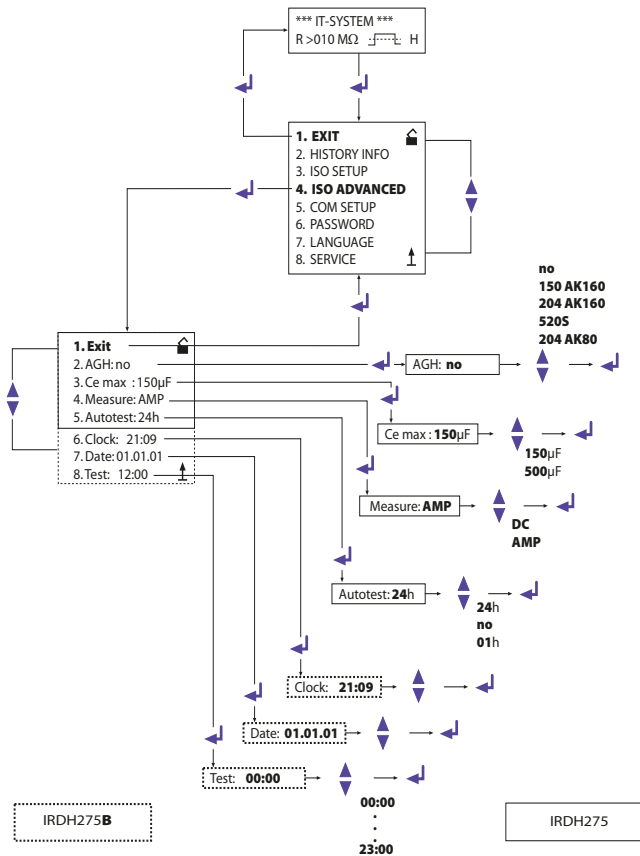 *** IT-SYSTEM ***
R >010 MΩ H
1. EXIT
2. HISTORY INFO
3. ISO SETUP
4. ISO ADVANCED
5. COM SETUP
6. PASSWORD
7. LANGUAGE
8. SERVICE
1. Exit
2. AGH: no
3. Ce max : 150µF
4. Measure: AMP
5. Autotest: 24h
6. Clock: 21:09
7. Date: 01.01.01
8. Test: 12:00
no
150 AK160
204 AK160
520S
204 AK80
AGH: no
Ce max : 150µF
150µF
500µF
Measure: AMP
DC
AMP
Autotest: 24h
24h
no
01h
Clock: 21:09
Date: 01.01.01
Test: 00:00
00:00
.
.
.
23:00
IRDH275B
IRDH275